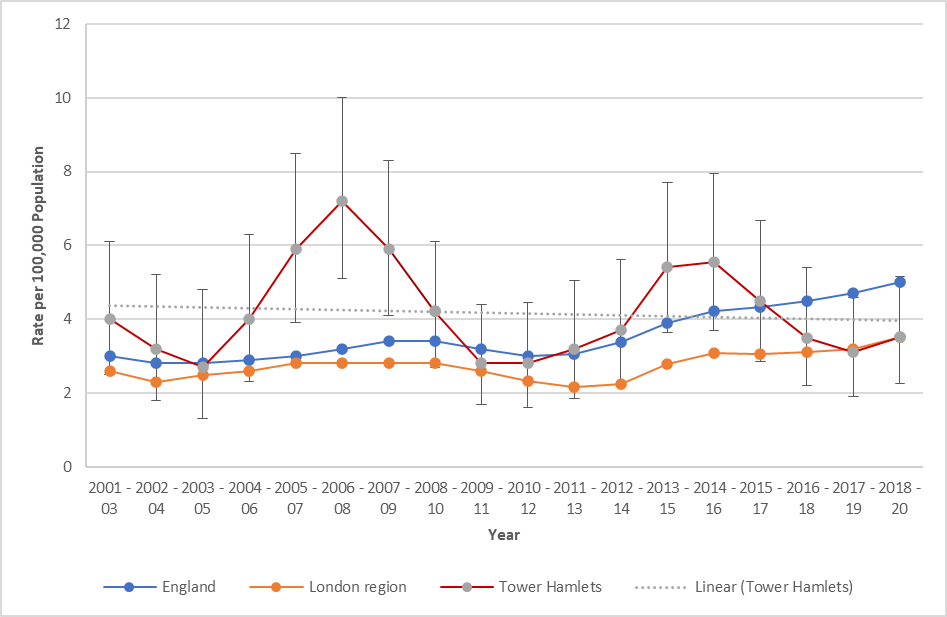 12
10
8
6
4
2
0
Rate per 100,000 Population
2001 - 2002 - 2003 - 2004 - 2005 - 2006 - 2007 - 2008 - 2009 - 2010 - 2011 - 2012 - 2013 - 2014 - 2015 - 2016 - 2017 - 2018 -
03 04 05 06 07 08 09 10 11 12 13 14 15 16 17 18 19 20
Year
England London region Tower Hamlets Linear (Tower Hamlets)